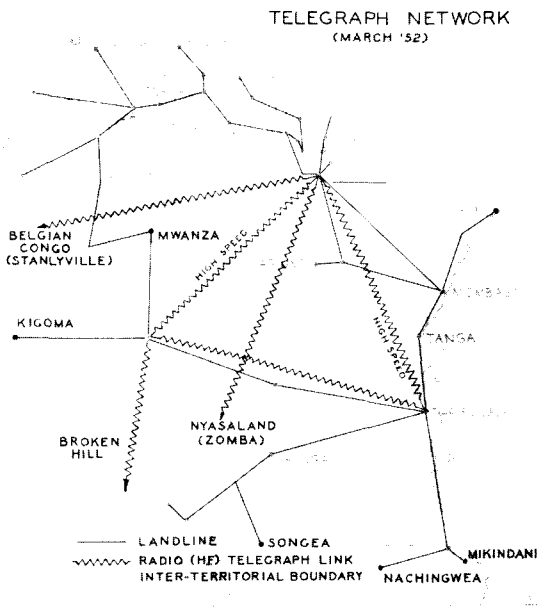 TELEGRAPH NETWORK
(MARCH '52)
BELGIAN
CONGO
(STANLYVILLE)
MWANZA
HIGH SPEED
HIGH SPEED
MOMBASA
KIGOMA
TANGA
NYASALAND
(ZOMBA)
BROKEN
HILL
LANDLINE
SONGEA
RADIO (HF) TELEGRAPH LINK
INTER-TERRITORIAL BOUNDARY
MIKINDANI
NACHINGWEA